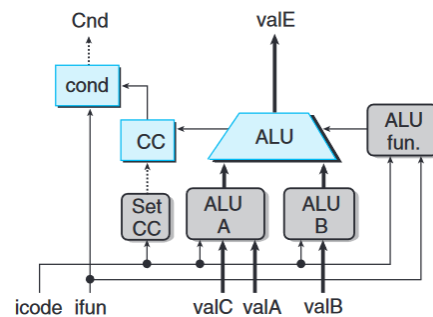 Cnd
valE
cond
CC
ALU
ALU
fun.
Set
CC
ALU
A
ALU
B
icode ifun valC valA valB